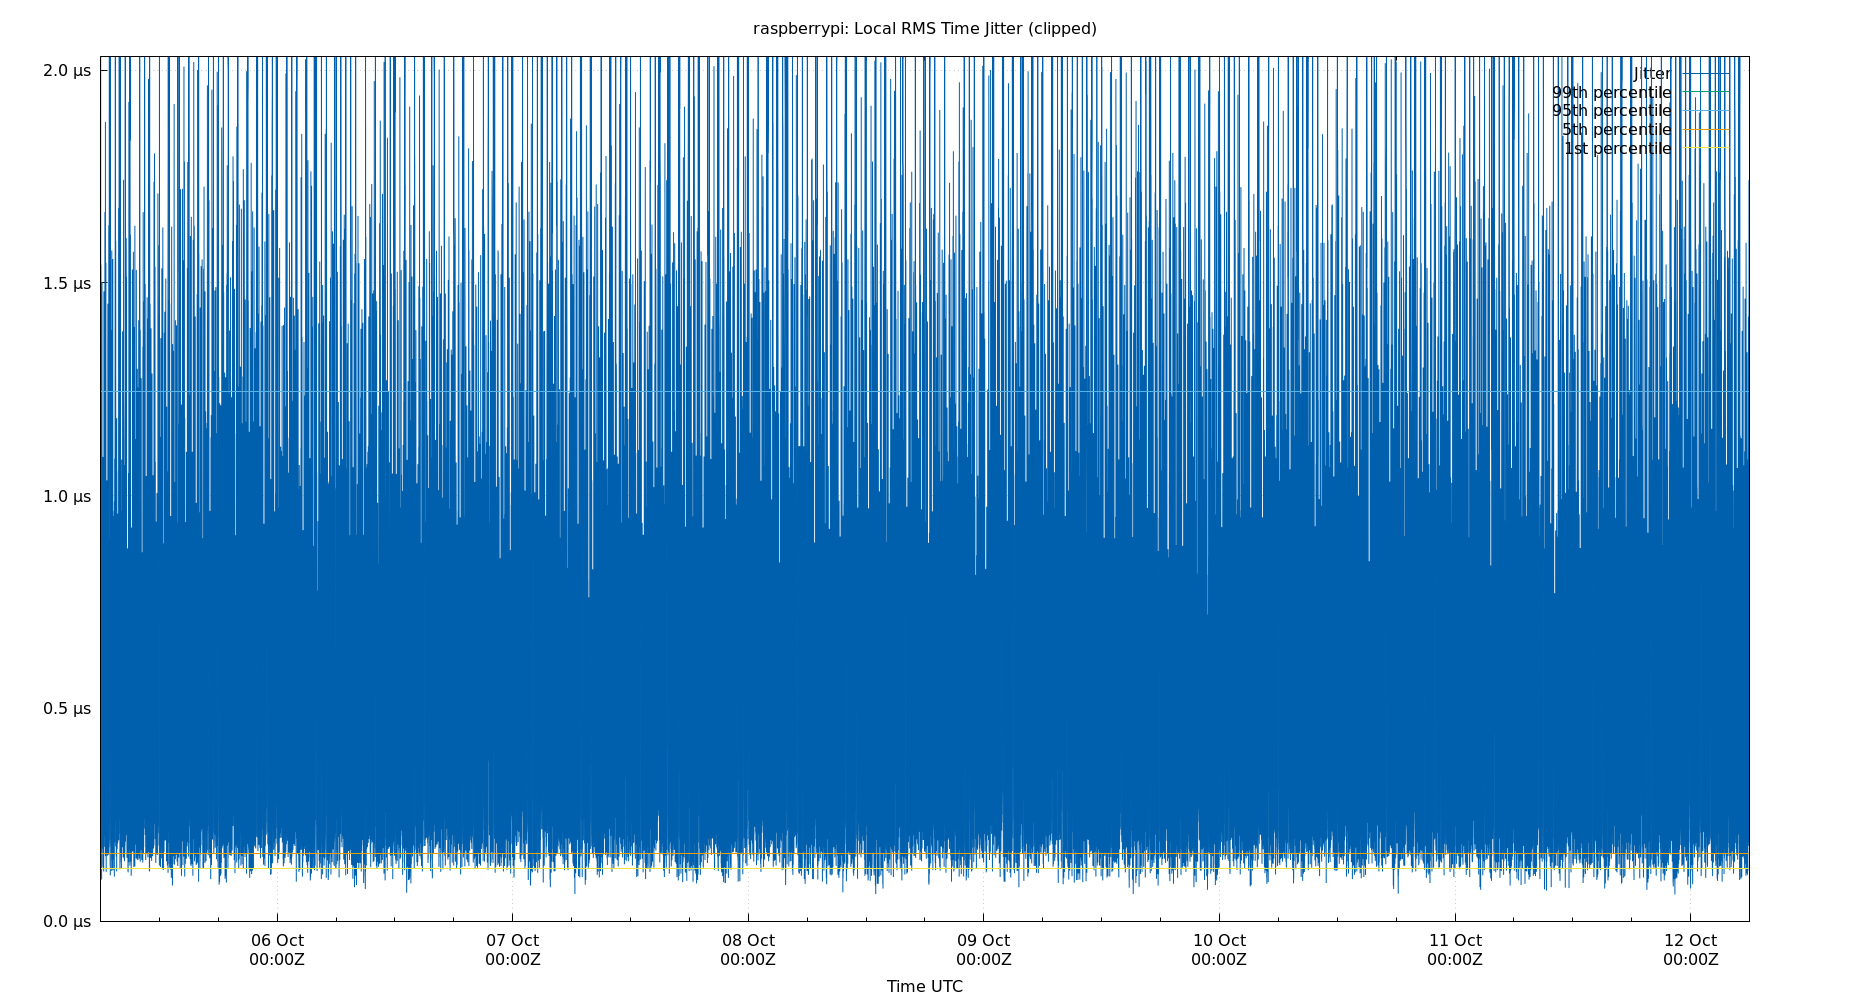 raspberrypi: Local RMS Time Jitter (clipped)
2.0 µs
1.5 µs
1.0 µs
0.5 µs
0.0 µs
Jitter
99th percentile
95th percentile
5th percentile
1st percentile
06 Oct
00:00Z
07 Oct
00:00Z
08 Oct
00:00Z
09 Oct
00:00Z
10 Oct
00:00Z
11 Oct
00:00Z
12 Oct
00:00Z
Time UTC